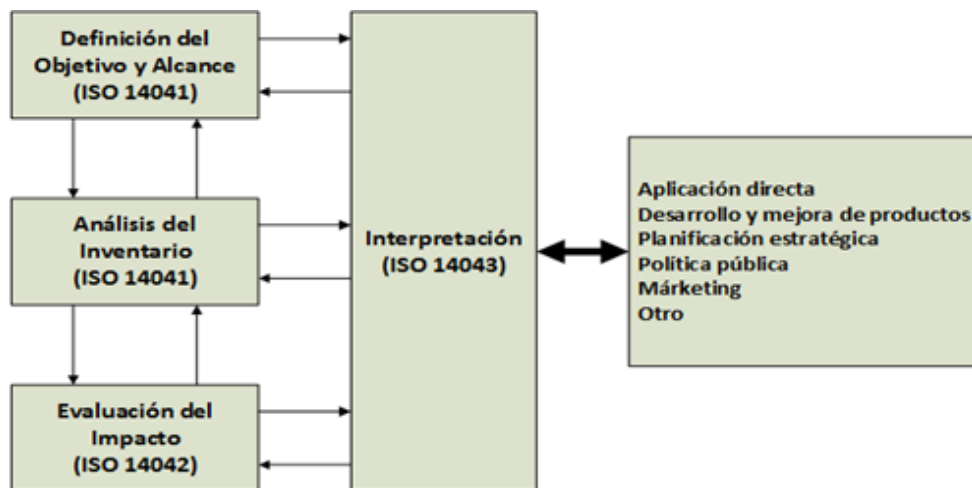 Definición del
Objetivo y Alcance
(ISO 14041)
Análisis del
Inventario
(ISO 14041)
Evaluación del
Impacto
(ISO 14042)
Interpretación
(ISO 14043)
Aplicación directa
Desarrollo y mejora de productos
Planificación estratégica
Política pública
Márketing
Otro